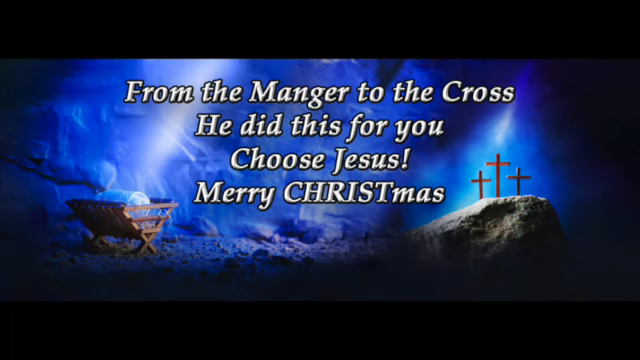 From the Manger to the Cross
He did this for you
Choose Jesus!
Merry CHRISTmas